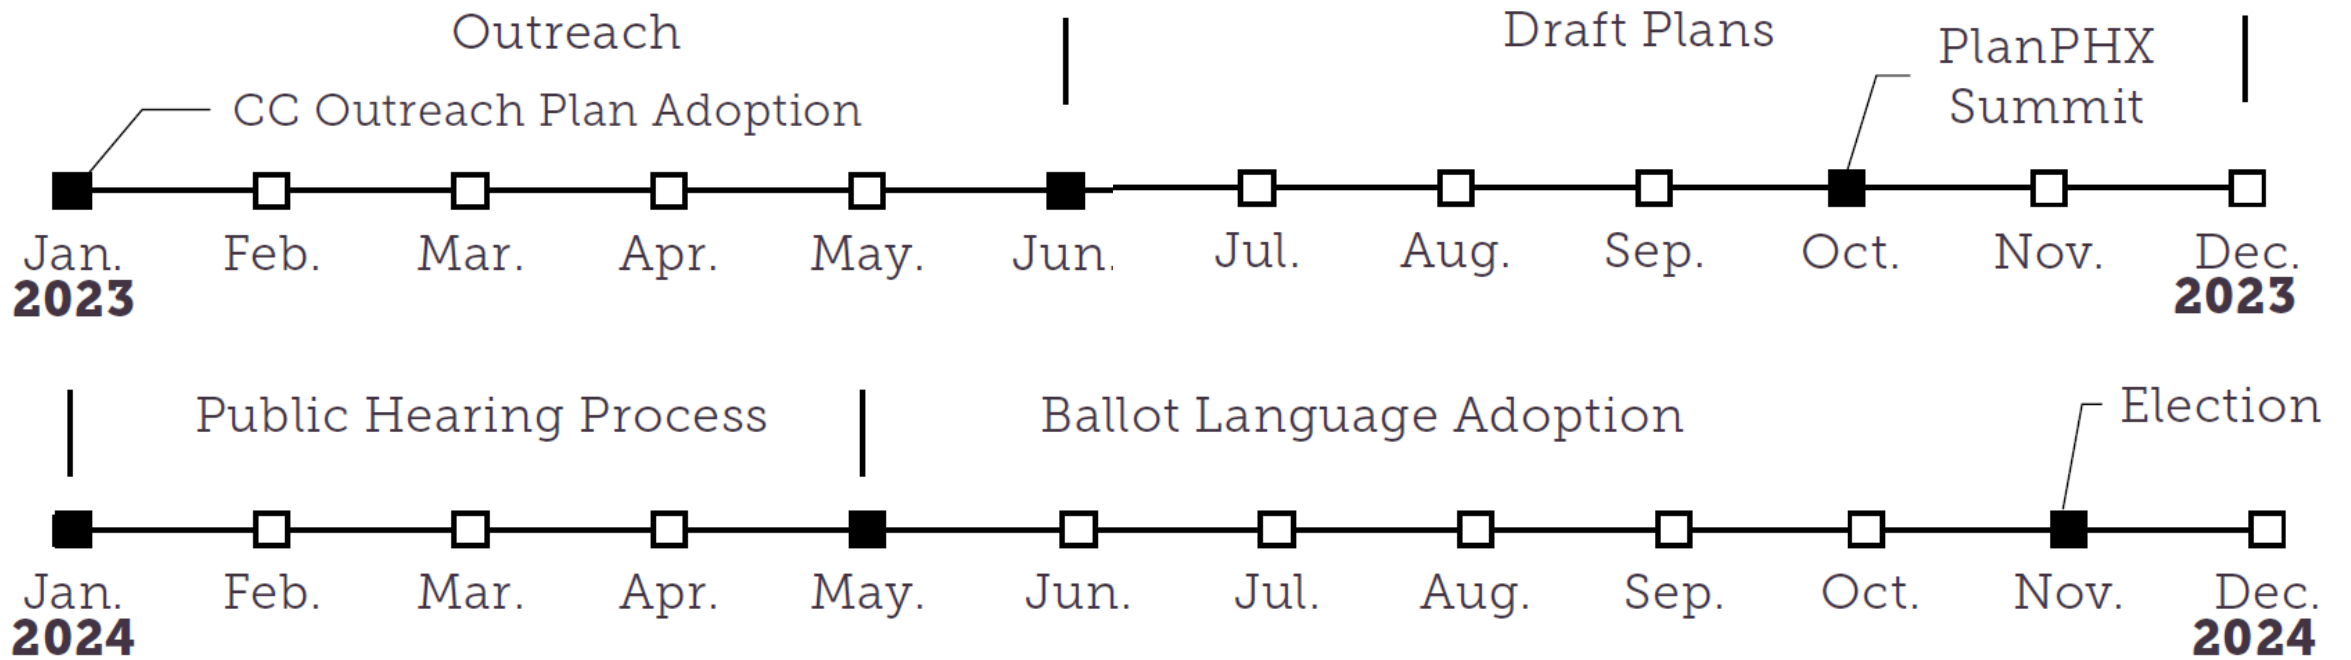 Outreach
Draft Plans
CC Outreach Plan Adoption
PlanPHX
Summit
Jan. Feb. Mar. Apr. May. Jun. Jul. Aug. Sep. Oct. Nov. Dec.
2023 2023
Public Hearing Process
Ballot Language Adoption
Election
Jan. Feb. Mar. Apr. May. Jun. Jul. Aug. Sep. Oct. Nov. Dec.
2024 2024